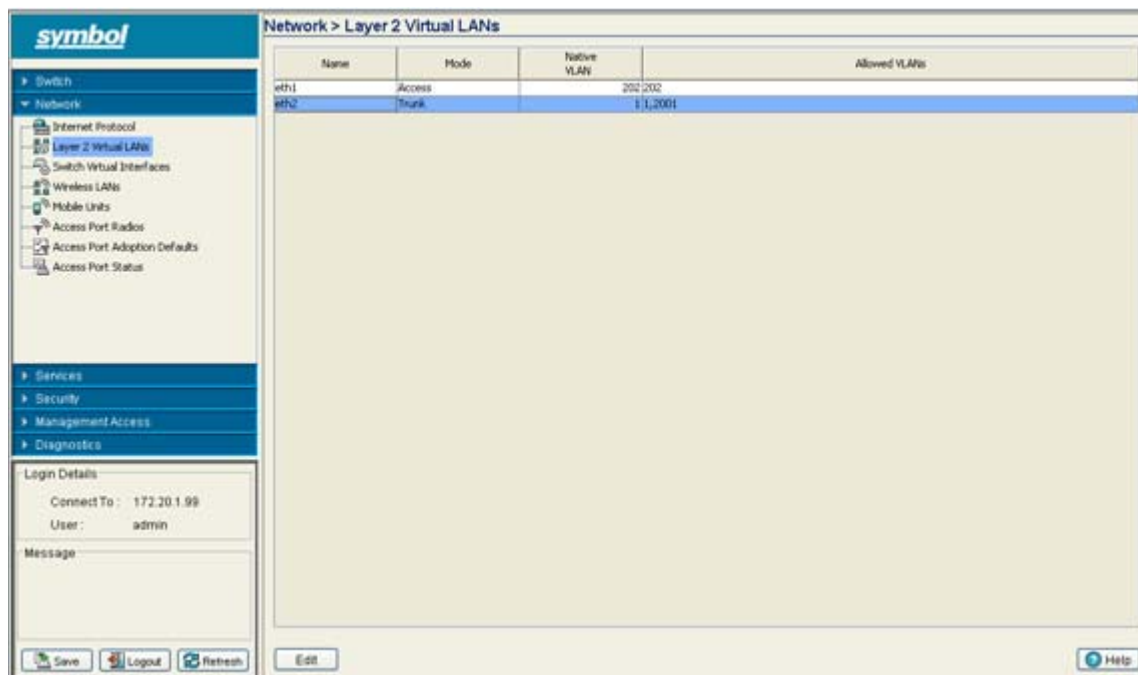 symbol
Network > Layer 2 Virtual LANs
Name Mode Native VLAN Allowed VLANs
eth1 Access 202 202
eth2 Trunk 1 1,2001
Switch
Network
Internet Protocol
Layer 2 Virtual LANs
Switch Virtual Interfaces
Wireless LANs
Mobile Units
Access Port Radios
Access Port Adoption Defaults
Access Port Status
Services
Security
Management Access
Diagnostics
Login Details
Connect To : 172.20.1.99
User : admin
Message
Save Logout Refresh
Edit
Help